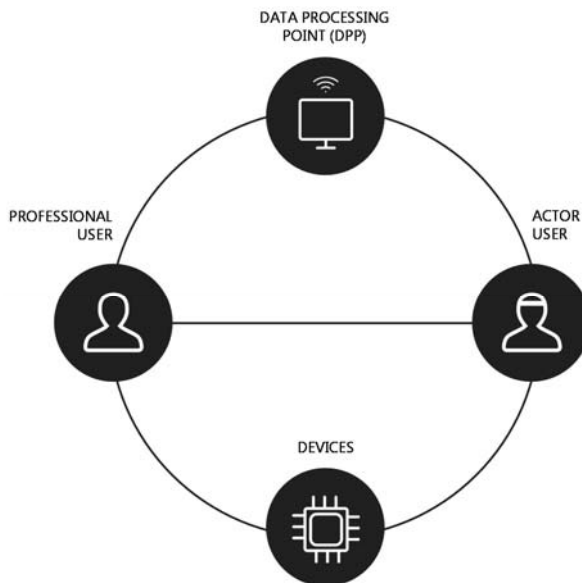 DATA PROCESSING
POINT (DPP)
PROFESSIONAL
USER
ACTOR
USER
DEVICES